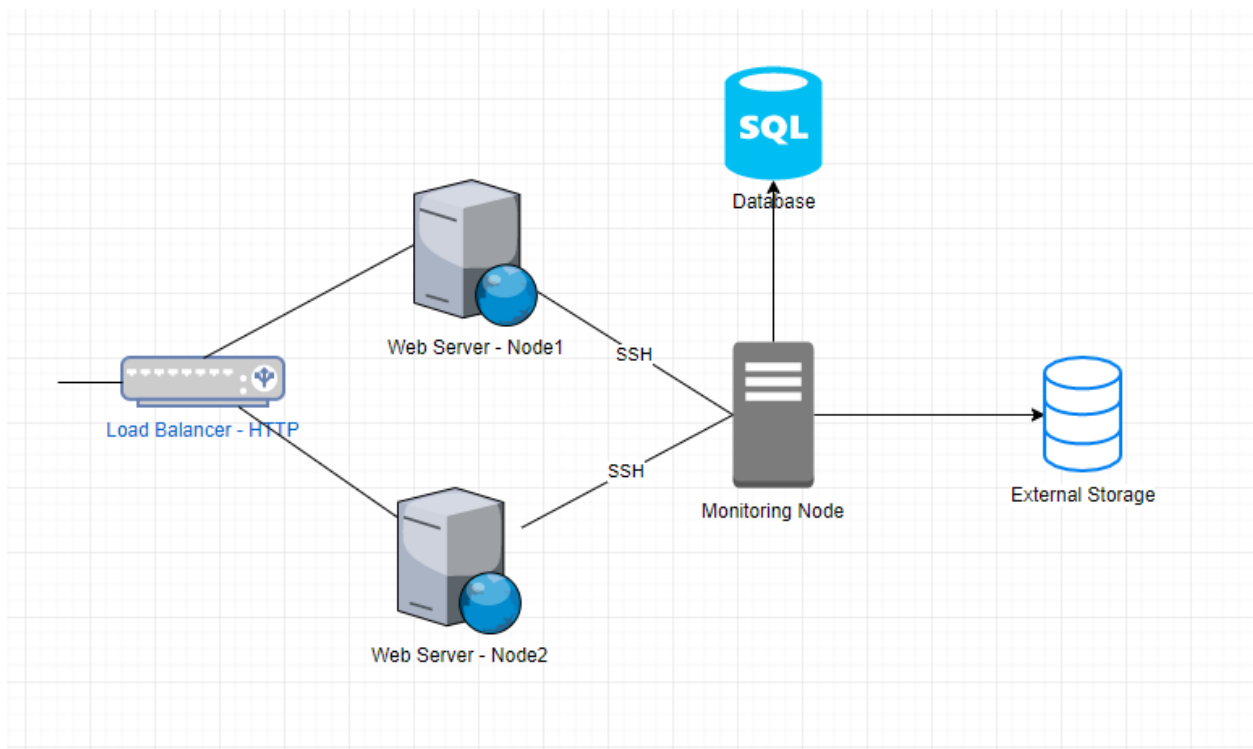 SQL
Database
Web Server - Node1
SSH
Load Balancer - HTTP
SSH
Monitoring Node
External Storage
Web Server - Node2